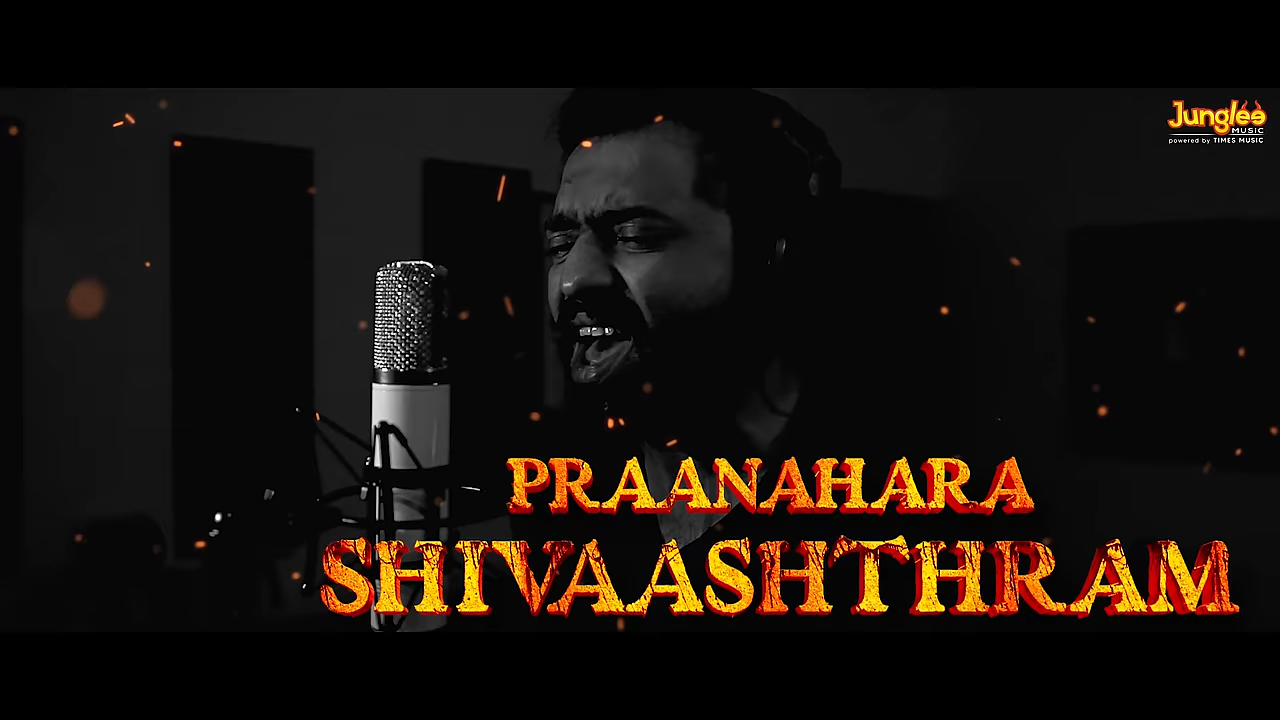 Junglee
MUSIC
powered by TIMES MUSIC
PRAANAHARA
SHIVAASHTHRAM